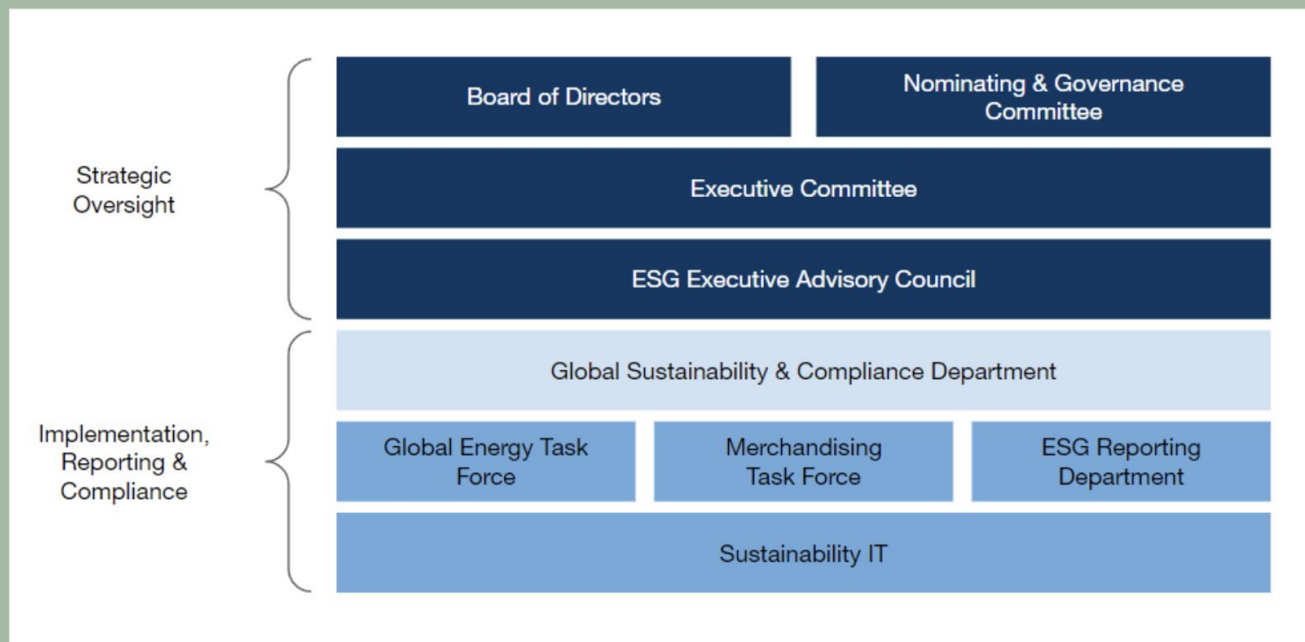 Board of Directors
Nominating & Governance
Committee
Strategic
Oversight
Executive Committee
ESG Executive Advisory Council
Global Sustainability & Compliance Department
Implementation,
Reporting &
Compliance
Global Energy Task
Force
Merchandising
Task Force
ESG Reporting
Department
Sustainability IT